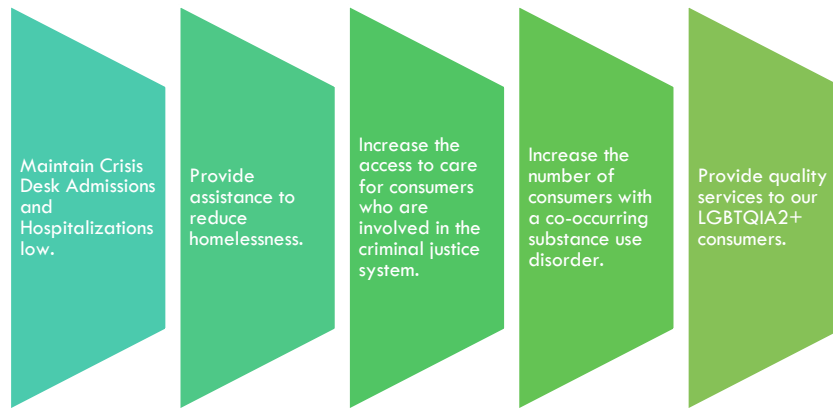 Maintain Crisis
Desk Admissions
and
Hospitalizations
low.
Provide
assistance to
reduce
homelessness.
Increase the
access to care
for consumers
who are
involved in the
criminal justice
system.
Increase the
number of
consumers with
a co-occurring
substance use
disorder.
Provide quality
services to our
LGBTQIA2+
consumers.